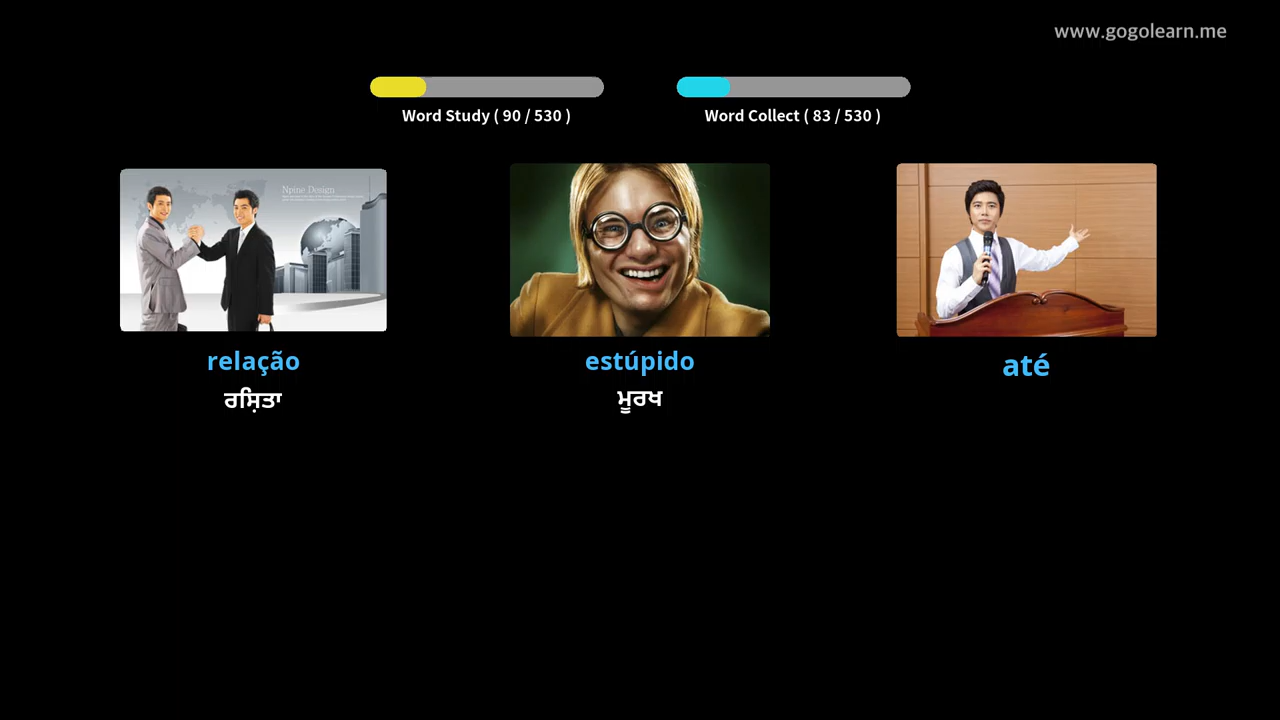 www.gogolearn.me
Word Study ( 90 / 530 )
Word Collect ( 83 / 530 )
Npine Design
relação
ਰਸ਼ਿਤਾ
estúpido
ਮੂਰਖ
até